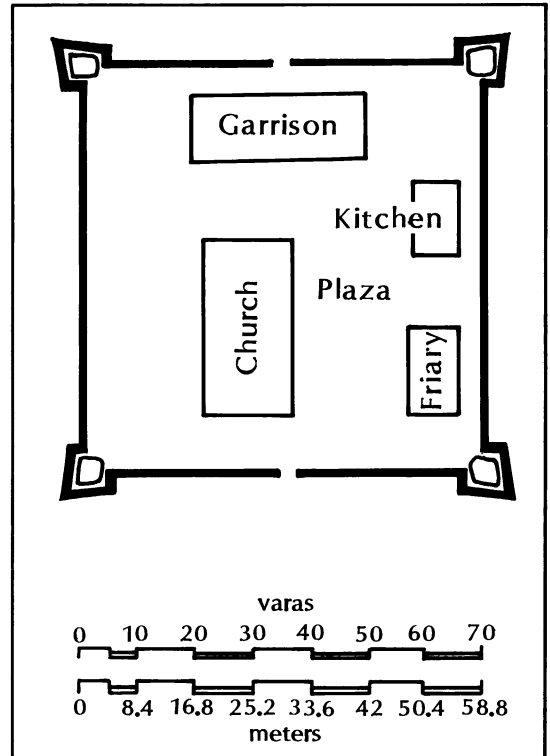 Garrison
Kitchen
Plaza
Church
Friary
varas
0 10 20 30 40 50 60 70
0 8.4 16.8 25.2 33.6 42 50.4 58.8
meters